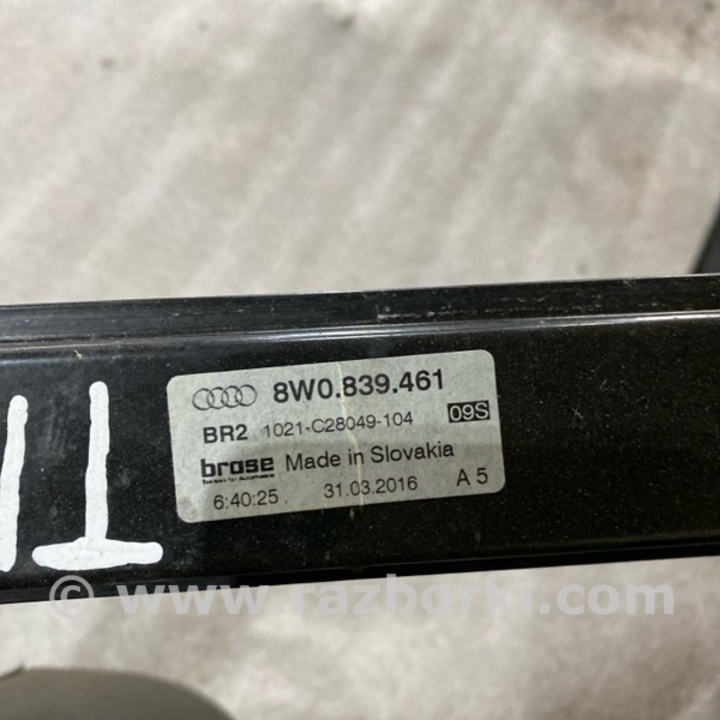 8W0.839.461
BR2 1021-C28049-104 09S
brose Made in Slovakia
6:40:25 31.03.2016 A 5
© www.razborki.com